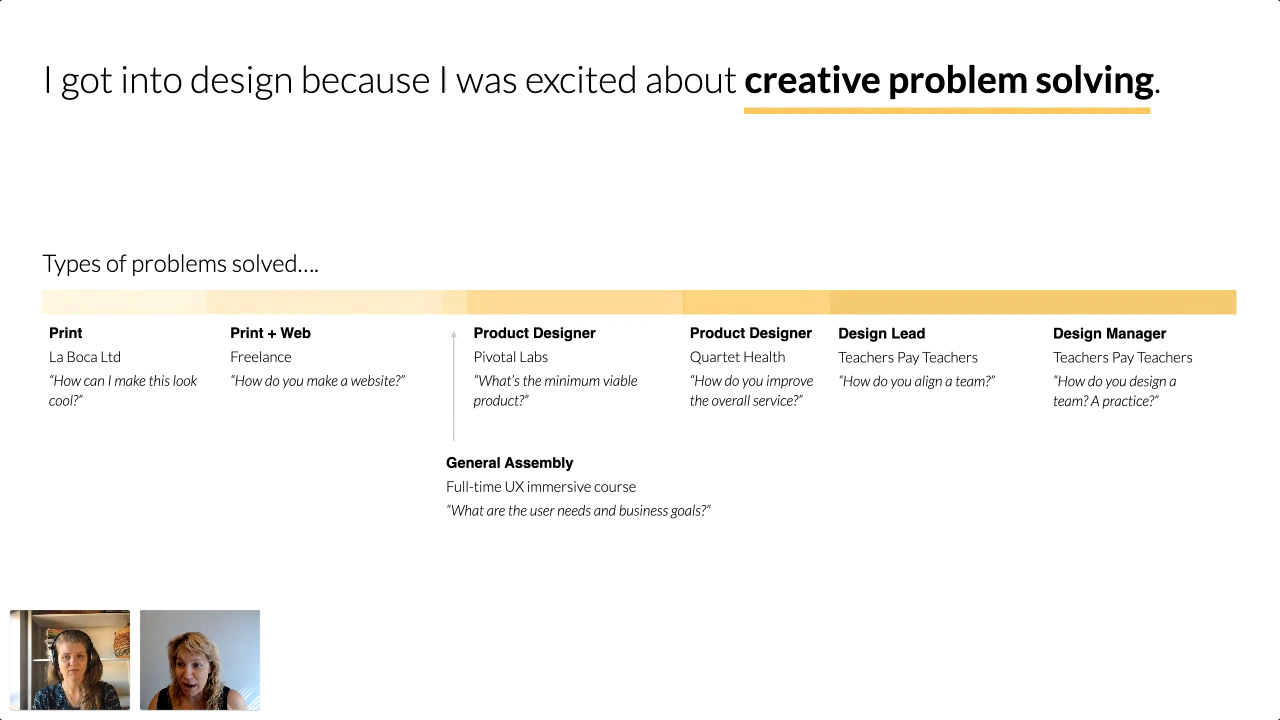 I got into design because I was excited about creative problem solving.
Types of problems solved....
Print
La Boca Ltd
“How can I make this look
cool?”
Print + Web
Freelance
“How do you make a website?”
Product Designer
Pivotal Labs
“What’s the minimum viable
product?”
Product Designer
Quartet Health
“How do you improve
the overall service?”
Design Lead
Teachers Pay Teachers
“How do you align a team?”
Design Manager
Teachers Pay Teachers
“How do you design a
team? A practice?”
General Assembly
Full-time UX immersive course
“What are the user needs and business goals?”